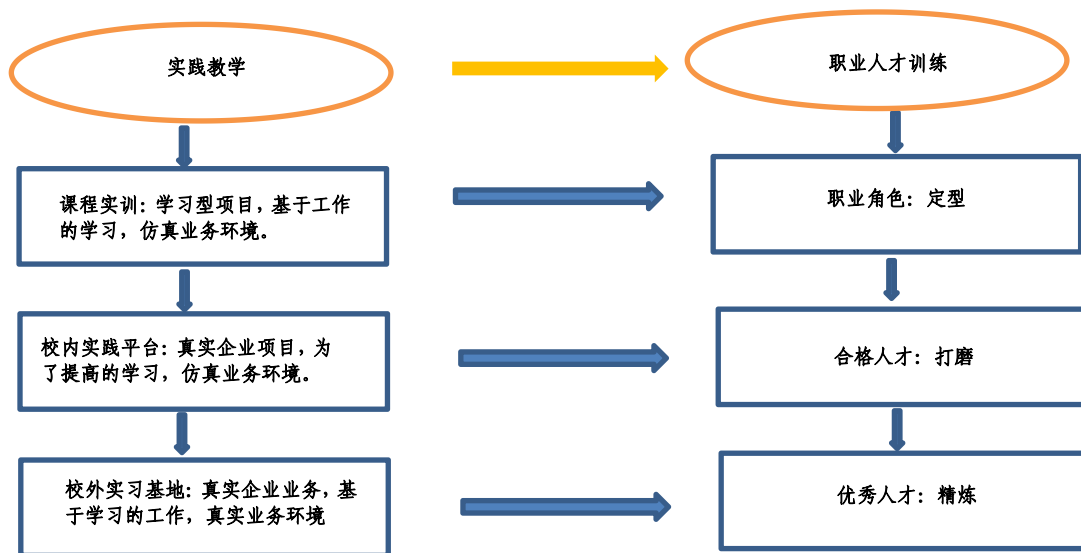 实践教学
职业人才训练
课程实训：学习型项目，基于工作
的学习，仿真业务环境。
职业角色：定型
校内实践平台：真实企业项目，为
了提高的学习，仿真业务环境。
合格人才：打磨
校外实习基地：真实企业业务，基
于学习的工作，真实业务环境
优秀人才：精炼